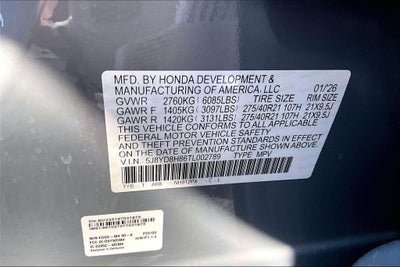 MFD. BY HONDA DEVELOPMENT &
MANUFACTURING OF AMERICA, LLC 01/26
GVWR 2760KG (6085LBS) TIRE SIZE RIM SIZE
GAWR F 1405KG (3097LBS) 275/40R21 107H 21X9.5J
GAWR R 1420KG (3131LBS) 275/40R21 107H 21X9.5J
THIS VEHICLE CONFORMS TO ALL APPLICABLE
FEDERAL MOTOR VEHICLE SAFETY AND
THEFT PREVENTION STANDARDS IN EFFECT ON
THE DATE OF MANUFACTURE SHOWN ABOVE.
V.I.N. 5J8YD8H86TL002789 TYPE MPV